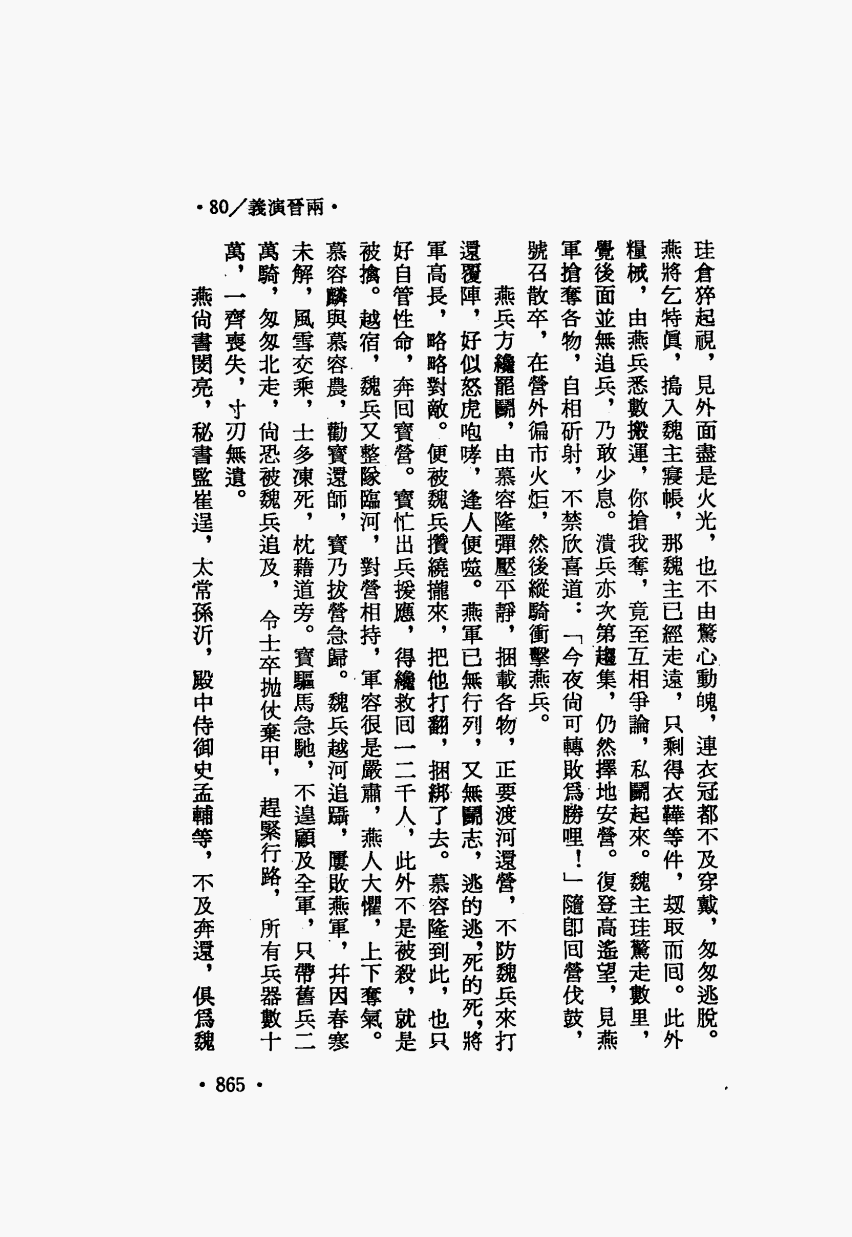 ・80／義演晉兩・
珪倉猝起視，見外面盡是火光，也不由驚心動魄，連衣冠都不及穿戴，匆匆逃脫。
燕將乞特眞，搗入魏主寢帳，那魏主已經走遠，只剩得衣鞾等件，刼取而囘。此外
糧械，由燕兵悉數搬運，你搶我奪，竟至互相爭論，私鬭起來。魏主珪驚走數里，
覺後面並無追兵，乃敢少息。潰兵亦次第趨集，仍然擇地安營。復登高遙望，見燕
軍搶奪各物，自相斫射，不禁欣喜道：「今夜尙可轉敗爲勝哩！」隨卽囘營伐鼓，
號召散卒，在營外徧市火炬，然後縱騎衝擊燕兵。
燕兵方纔罷鬭，由慕容隆彈壓平靜，捆載各物，正要渡河還營，不防魏兵來打
還覆陣，好似怒虎咆哮，逢人便噬。燕軍已無行列，又無鬭志，逃的逃，死的死，將
軍高長，略略對敵。便被魏兵攢繞攏來，把他打翻，捆綁了去。慕容隆到此，也只
好自管性命，奔囘寶營。寶忙出兵援應，得纔救囘一二千人，此外不是被殺，就是
被擒。越宿，魏兵又整隊臨河，對營相持，軍容很是嚴肅，燕人大懼，上下奪氣。
慕容麟與慕容農，勸寶還師，寶乃拔營急歸。魏兵越河追躡，屢敗燕軍，幷因春寒
未解，風雪交乘，士多凍死，枕藉道旁。寶驅馬急馳，不遑顧及全軍，只帶舊兵二
萬騎，匆匆北走，尙恐被魏兵追及，令士卒抛仗棄甲，趕緊行路，所有兵器數十
萬，一齊喪失，寸刃無遺。
燕尙書閔亮，秘書監崔逞，太常孫沂，殿中侍御史孟輔等，不及奔還，俱爲魏
・865・